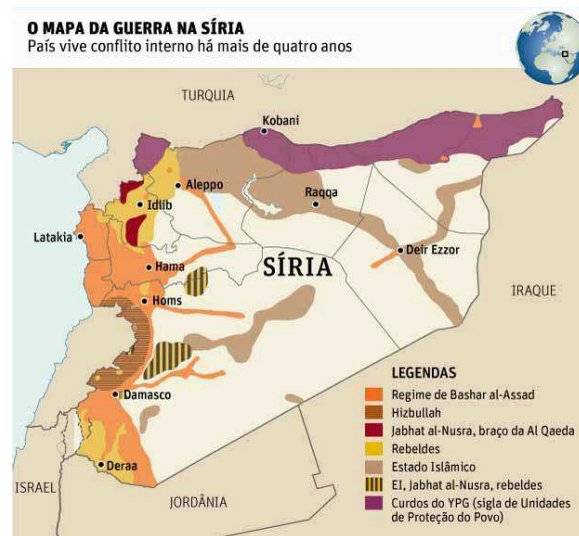 O MAPA DA GUERRA NA SÍRIA
País vive conflito interno há mais de quatro anos
TURQUIA
Kobani
Aleppo
Idlib
Raqqa
Latakia
Deir Ezzor
Hama
SÍRIA
Homs
IRAQUE
Damasco
Deraa
ISRAEL
JORDÂNIA
LEGENDAS
Regime de Bashar al-Assad
Hizbullah
Jabhat al-Nusra, braço da Al Qaeda
Rebeldes
Estado Islâmico
EI, Jabhat al-Nusra, rebeldes
Curdos do YPG (sigla de Unidades
de Proteção do Povo)